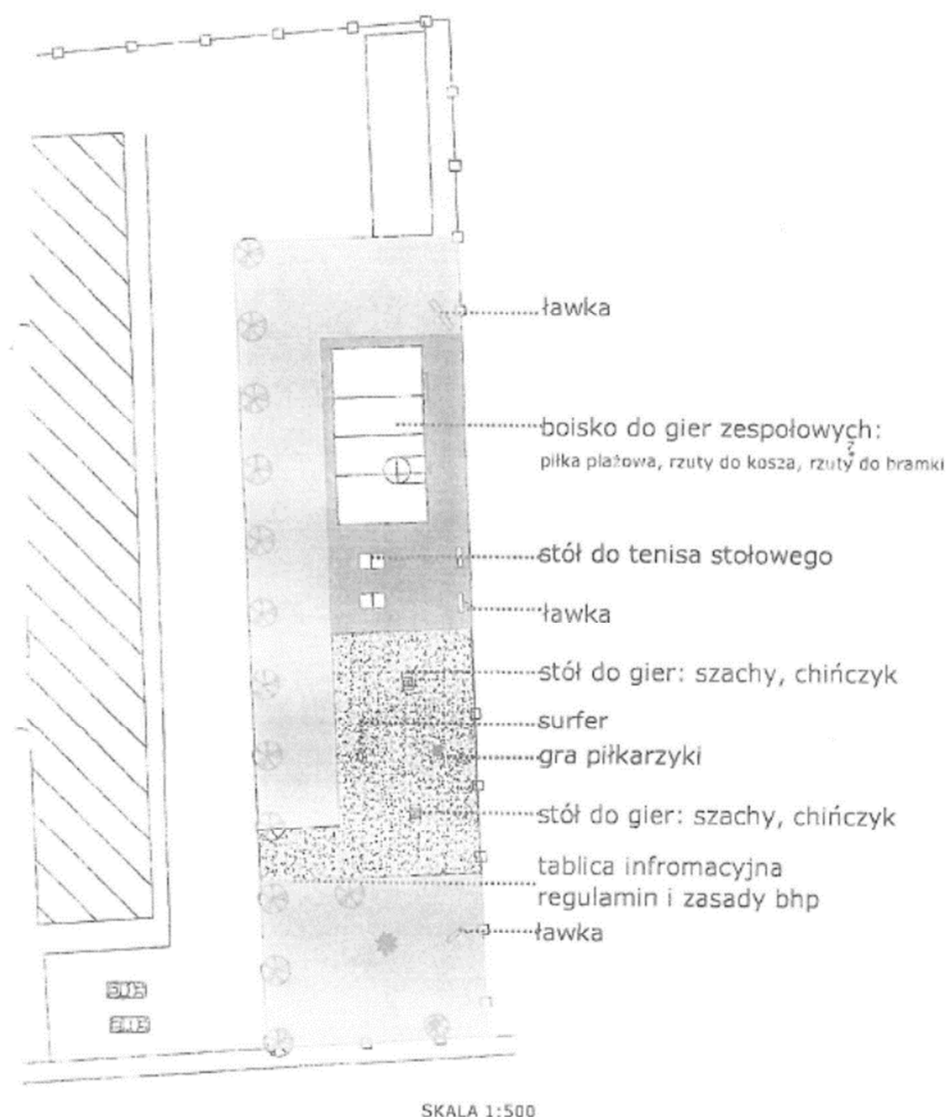 ławka
boisko do gier zespołowych:
piłka plażowa, rzuty do kosza, rzuty do bramki
stół do tenisa stołowego
ławka
stół do gier: szachy, chińczyk
surfer
gra piłkarzyki
stół do gier: szachy, chińczyk
tablica infromacyjna
regulamin i zasady bhp
ławka
SKALA 1:500